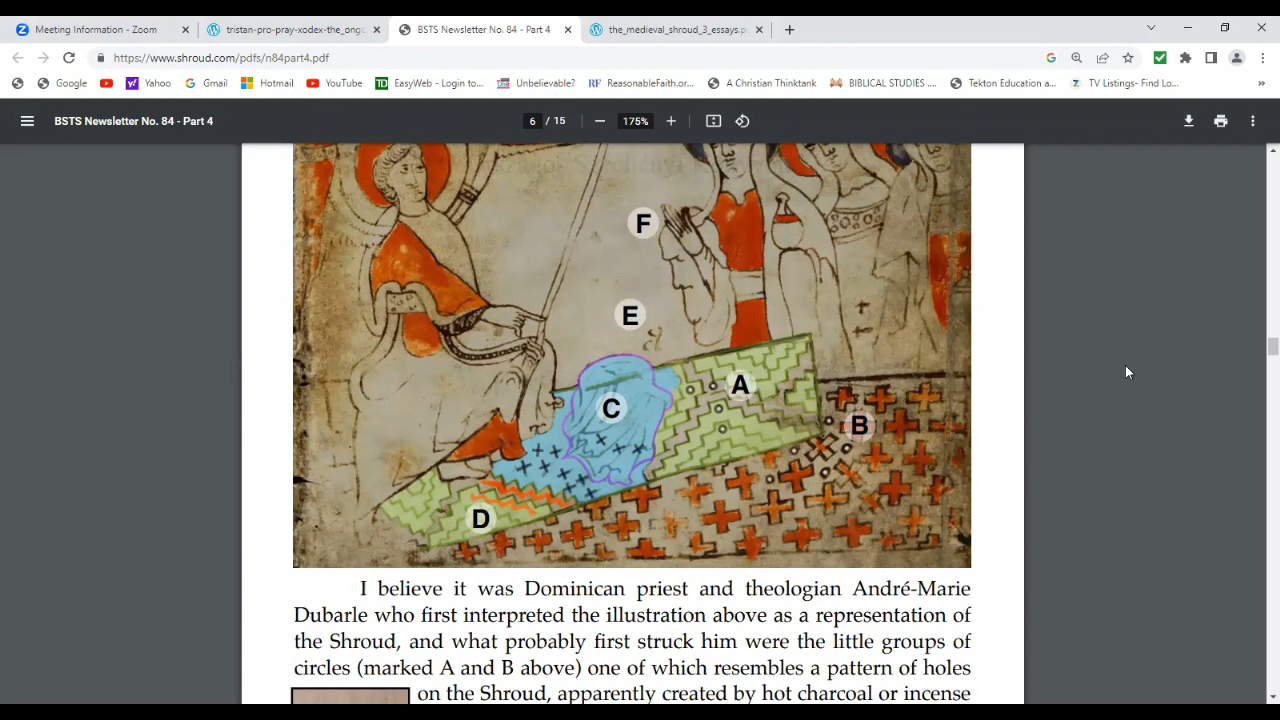 Meeting Information - Zoom
tristan-pro-pray-xodex-the_ongo
BSTS Newsletter No. 84 - Part 4
the_medieval_shroud_3_essays.p
https://www.shroud.com/pdfs/n84part4.pdf
Google
Yahoo
Gmail
Hotmail
YouTube
EasyWeb - Login to...
Unbelievable?
ReasonableFaith.or...
A Christian Thinktank
BIBLICAL STUDIES ....
Tekton Education a...
TV Listings- Find Lo...
BSTS Newsletter No. 84 - Part 4
6 / 15
175%
F
E
A
C
B
D
I believe it was Dominican priest and theologian André-Marie
Dubarle who first interpreted the illustration above as a representation of
the Shroud, and what probably first struck him were the little groups of
circles (marked A and B above) one of which resembles a pattern of holes
on the Shroud, apparently created by hot charcoal or incense